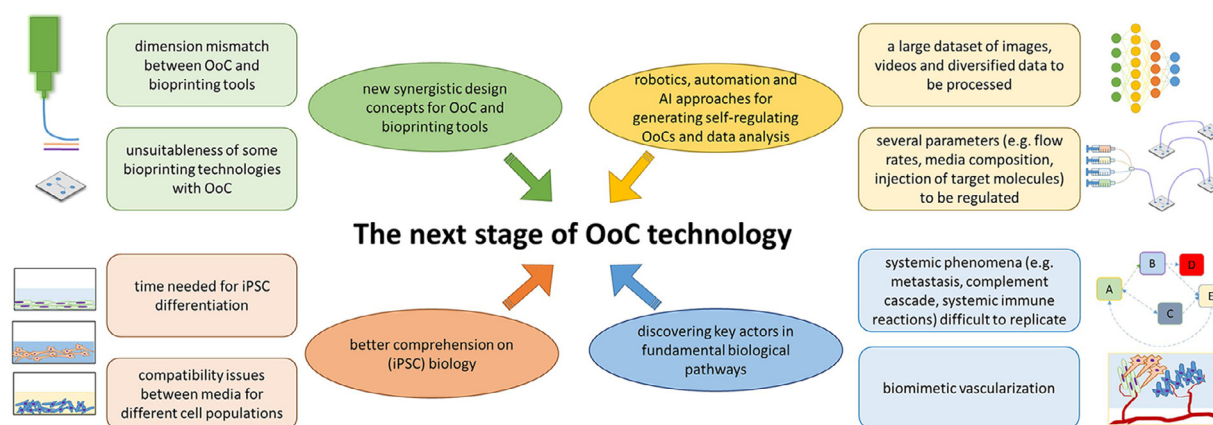 dimension mismatch
between OoC and
bioprinting tools
unsuitableness of some
bioprinting technologies
with OoC
new synergistic design
concepts for OoC and
bioprinting tools
robotics, automation and
AI approaches for
generating self-regulating
OoCs and data analysis
a large dataset of images,
videos and diversified data to
be processed
several parameters (e.g. flow
rates, media composition,
injection of target molecules)
to be regulated
The next stage of OoC technology
time needed for iPSC
differentiation
compatibility issues
between media for
different cell populations
better comprehension on
(iPSC) biology
discovering key actors in
fundamental biological
pathways
systemic phenomena (e.g.
metastasis, complement
cascade, systemic immune
reactions) difficult to replicate
biomimetic vascularization
B
D
A
C
E